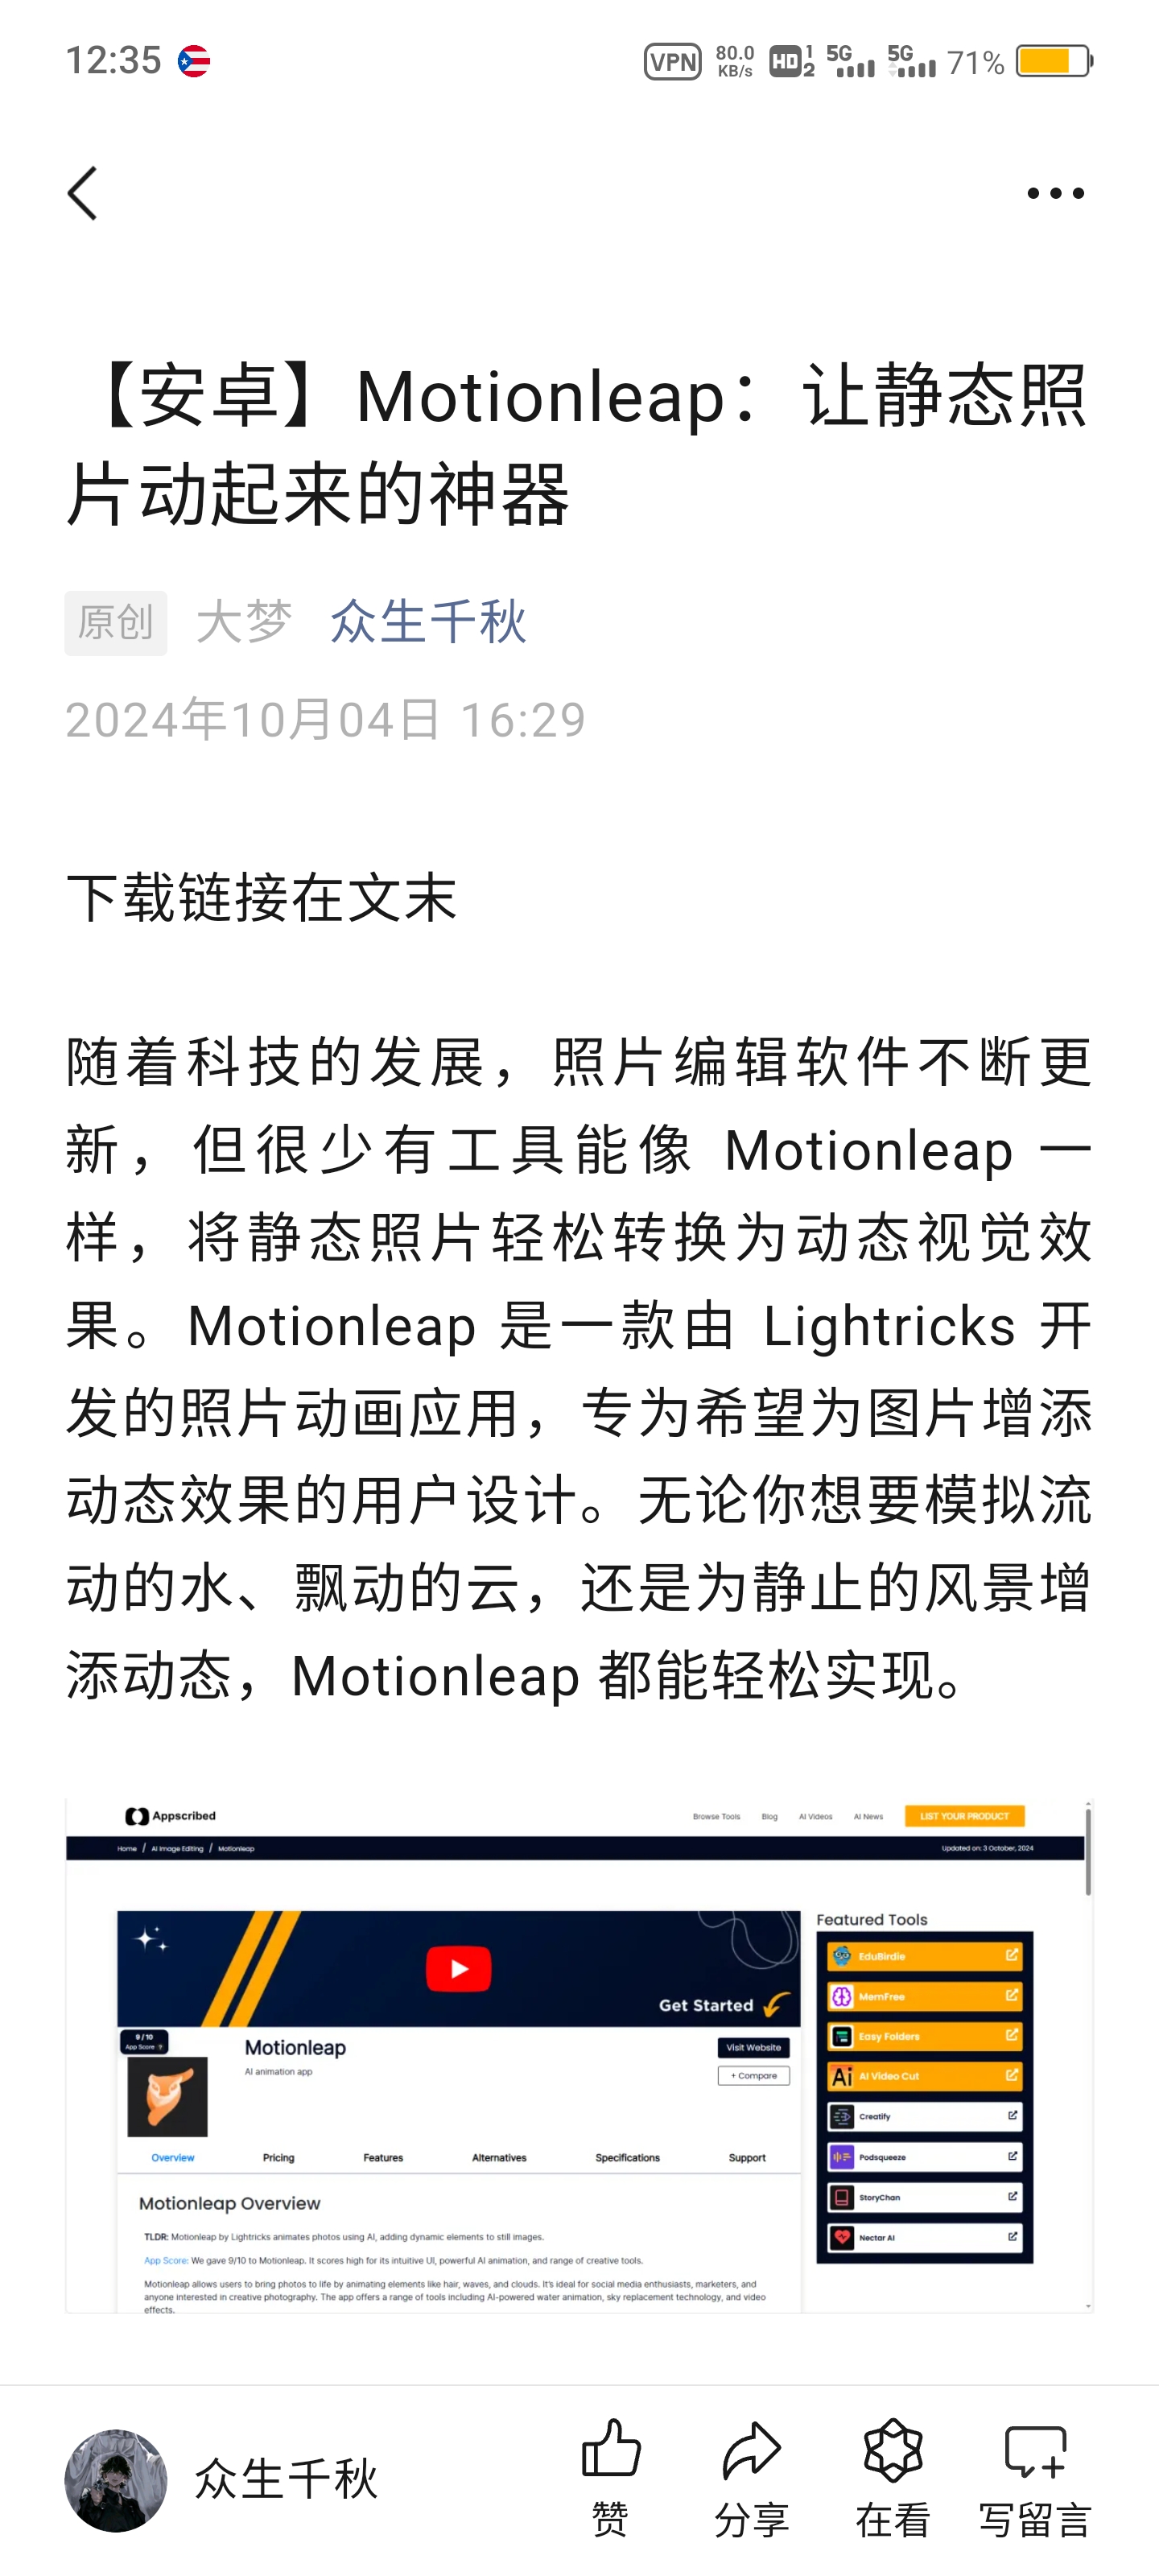 12:35
VPN 80.0 KB/s HD 1 2 5G 5G 71%
【安卓】Motionleap：让静态照
片动起来的神器
原创 大梦 众生千秋
2024年10月04日 16:29
下载链接在文末
随着科技的发展，照片编辑软件不断更
新，但很少有工具能像 Motionleap 一
样，将静态照片轻松转换为动态视觉效
果。Motionleap 是一款由 Lightricks 开
发的照片动画应用，专为希望为图片增添
动态效果的用户设计。无论你想要模拟流
动的水、飘动的云，还是为静止的风景增
添动态，Motionleap 都能轻松实现。
Appscribed
Browse Tools Blog AI Videos AI News LIST YOUR PRODUCT
Home / AI Image Editing / Motionleap
Updated on: 3 October, 2024
Get Started
9/10
App Score ?
Motionleap
AI animation app
Visit Website
+ Compare
Overview Pricing Features Alternatives Specifications Support
Motionleap Overview
TLDR: Motionleap by Lightricks animates photos using AI, adding dynamic elements to still images.
App Score: We gave 9/10 to Motionleap. It scores high for its intuitive UI, powerful AI animation, and range of creative tools.
Motionleap allows users to bring photos to life by animating elements like hair, waves, and clouds. It's ideal for social media enthusiasts, marketers, and
anyone interested in creative photography. The app offers a range of tools including AI-powered water animation, sky replacement technology, and video
effects.
Featured Tools
EduBirdie
MemFree
Easy Folders
Ai AI Video Cut
Creatify
Podsqueeze
StoryChan
Nectar AI
众生千秋
赞 分享 在看 写留言